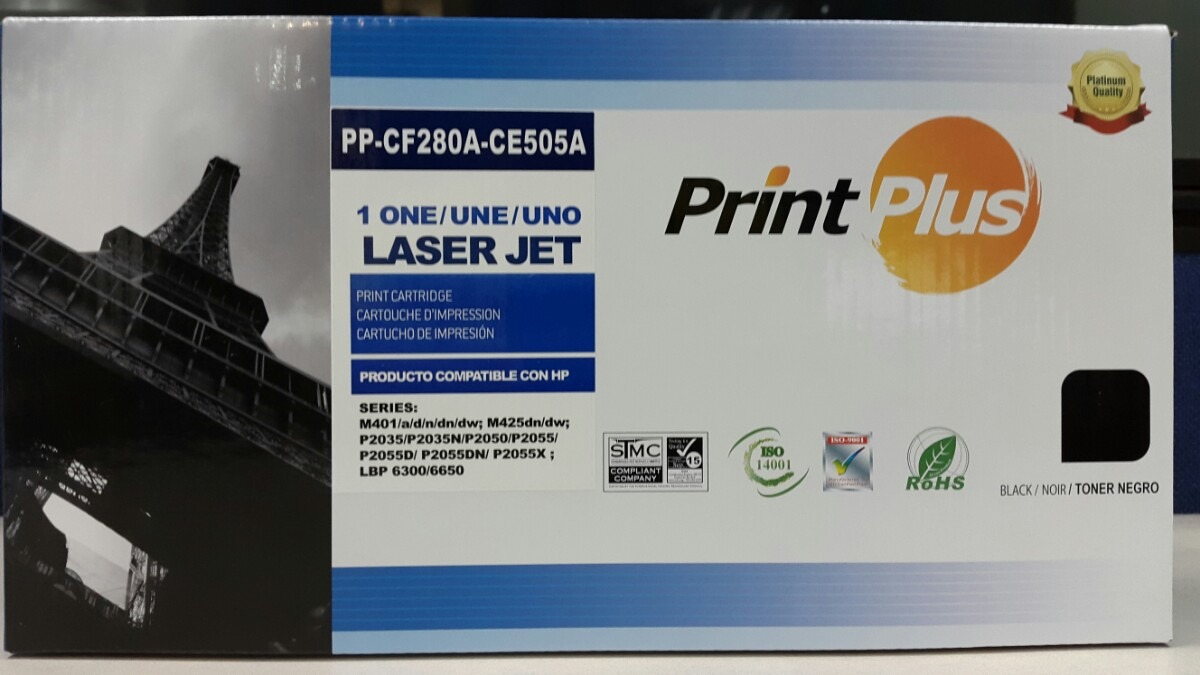 Platinum
Quality
PP-CF280A-CE505A
Print Plus
1 ONE/UNE/UNO
LASER JET
PRINT CARTRIDGE
CARTOUCHE D'IMPRESSION
CARTUCHO DE IMPRESIÓN
PRODUCTO COMPATIBLE CON HP
SERIES:
M401/a/d/n/dn/dw; M425dn/dw;
P2035/P2035N/P2050/P2055/
P2055D/ P2055DN/ P2055X ;
LBP 6300/6650
STMC
COMPLIANT
COMPANY
15
ISO
14001
ISO-9001
RoHS
BLACK / NOIR / TONER NEGRO